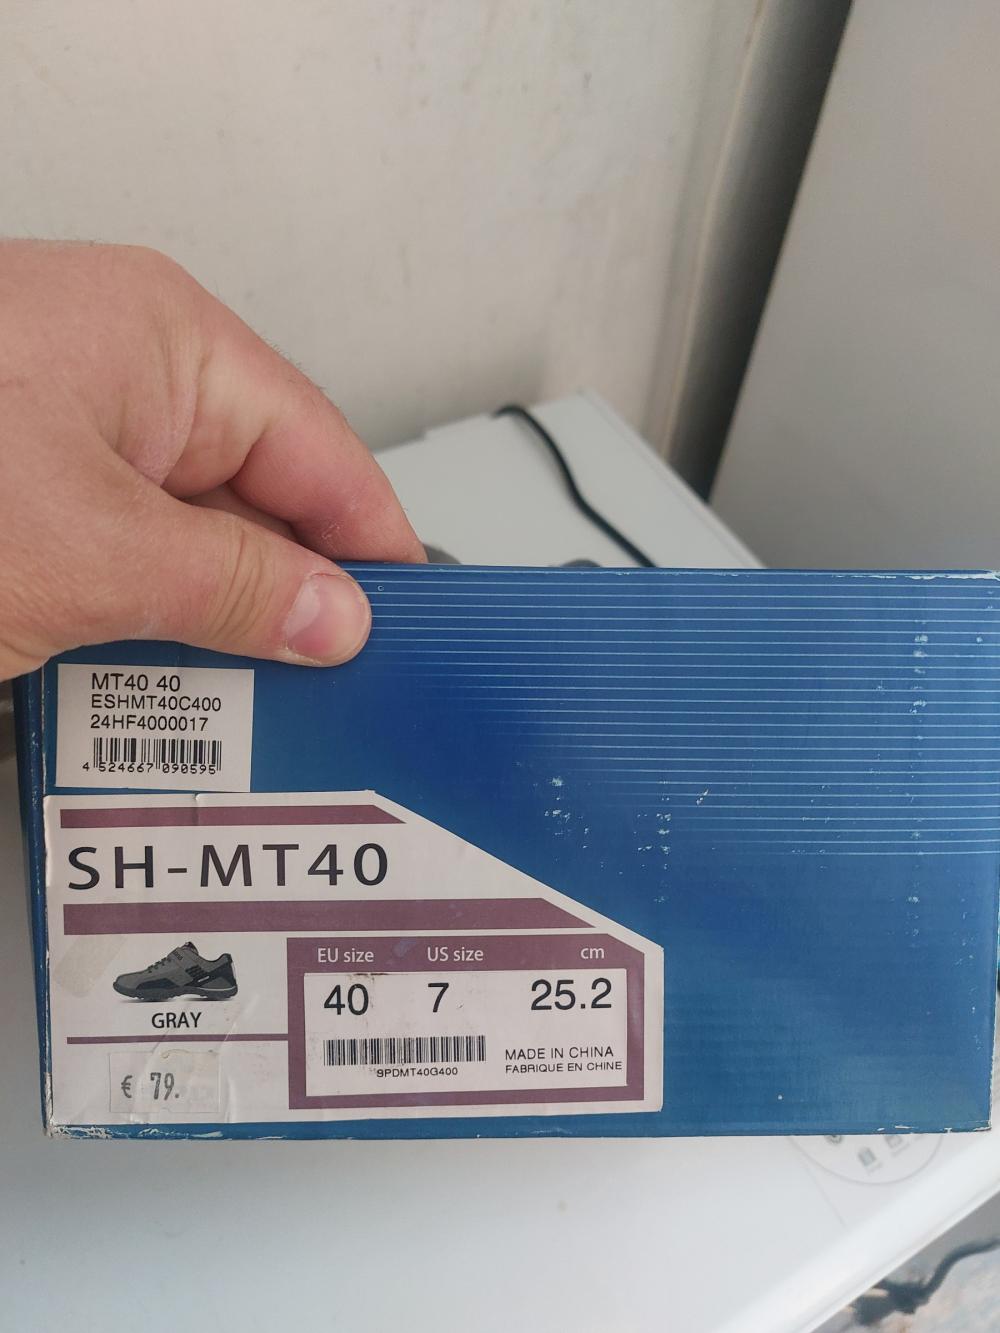 MT40 40
ESHMT40C400
24HF4000017
4 524667 090595
SH-MT40
EU size US size cm
40 7 25.2
GRAY
SPDMT40G400
MADE IN CHINA
FABRIQUE EN CHINE
€ 79.